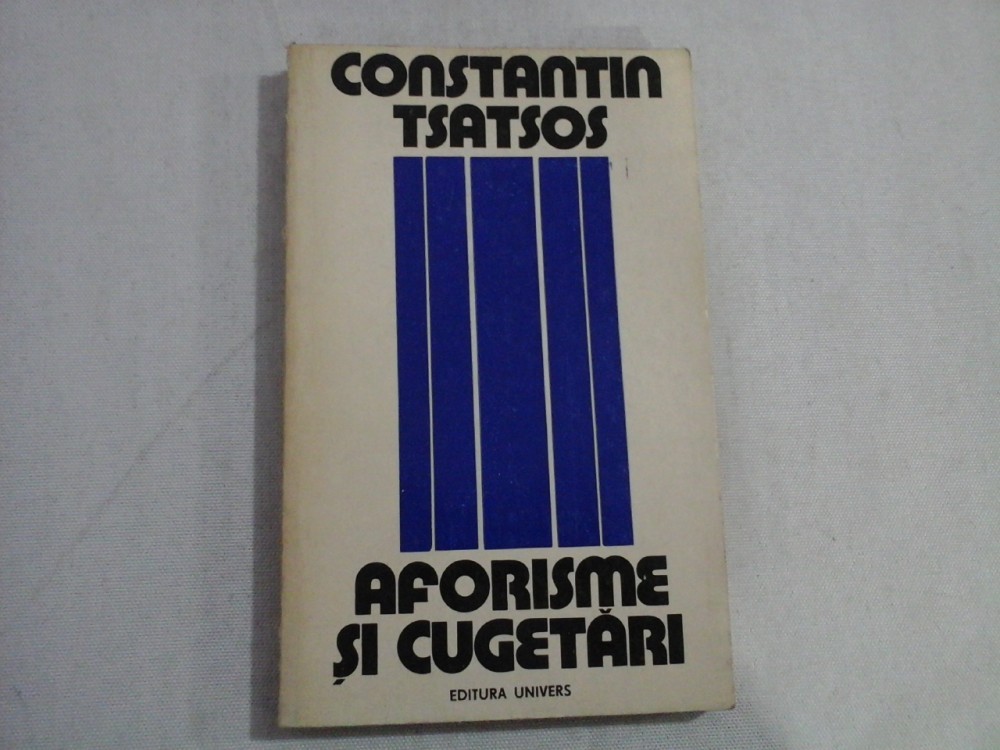 CONSTANTIN
TSATSOS
AFORISME
ȘI CUGETĂRI
EDITURA UNIVERS